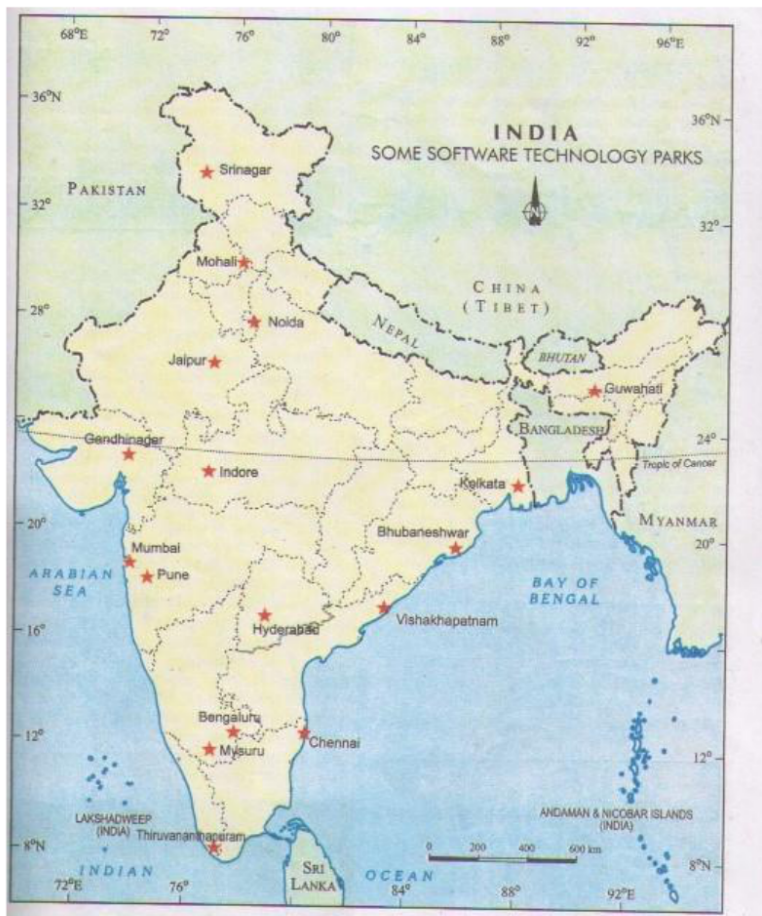 68°E
76°
80°
84°
88°
92°
96°E
36°N
36°N
INDIA
SOME SOFTWARE TECHNOLOGY PARKS
N
Srinagar
PAKISTAN
32°
32°
Mohali
CHINA
(TIBET)
28°
28°
Noida
NEPAL
Jaipur
BHUTAN
Guwahati
BANGLADESH
24°
Gandhinagar
Tropic of Cancer
Indore
Kolkata
MYANMAR
20°
20°
Bhubaneshwar
Mumbai
Pune
ARABIAN
SEA
BAY OF
BENGAL
Vishakhapatnam
Hyderabad
16°
16°
Bengaluru
Mysuru
Chennai
12°
12°
LAKSHADWEEP
(INDIA)
ANDAMAN & NICOBAR ISLANDS
(INDIA)
Thiruvananthapuram
8°N
8°N
0 200 400 600 km
INDIAN
OCEAN
SRI
LANKA
72°E
76°
84°
88°
92°E